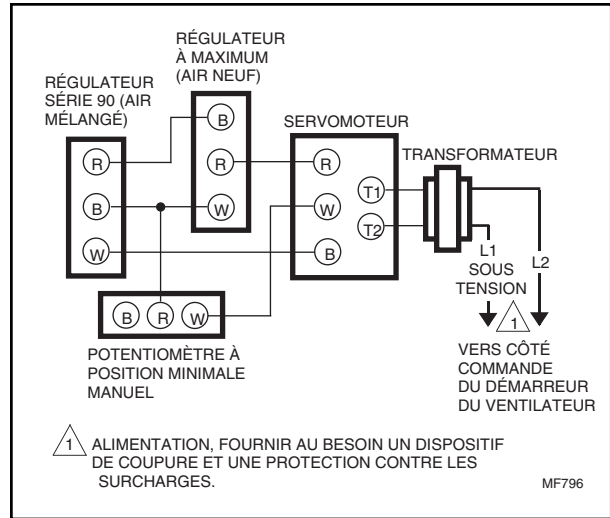 RÉGULATEUR
À MAXIMUM
(AIR NEUF)
RÉGULATEUR
SÉRIE 90 (AIR
MÉLANGÉ)
SERVOMOTEUR
TRANSFORMATEUR
B
R
W
R
B
W
R
W
B
T1
T2
L1
SOUS
TENSION
L2
1
B
R
W
POTENTIOMÈTRE À
POSITION MINIMALE
MANUEL
VERS CÔTÉ
COMMANDE
DU DÉMARREUR
DU VENTILATEUR
1 ALIMENTATION, FOURNIR AU BESOIN UN DISPOSITIF
DE COUPURE ET UNE PROTECTION CONTRE LES
SURCHARGES.
MF796